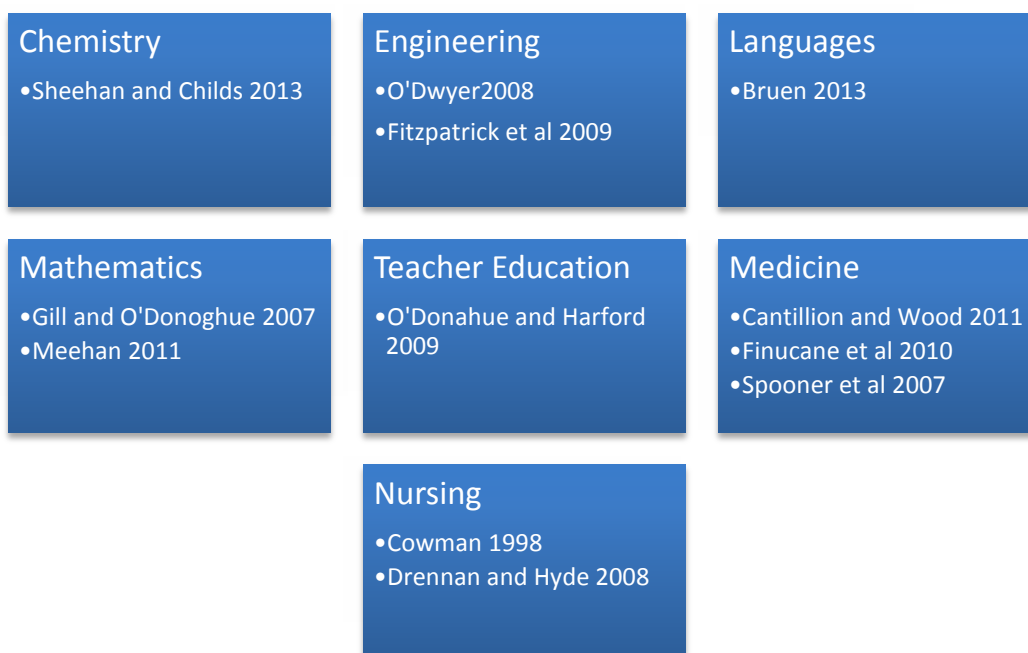 Chemistry
•Sheehan and Childs 2013
Engineering
•O'Dwyer2008
•Fitzpatrick et al 2009
Languages
•Bruen 2013
Mathematics
•Gill and O'Donoghue 2007
•Meehan 2011
Teacher Education
•O'Donahue and Harford
2009
Medicine
•Cantillion and Wood 2011
•Finucane et al 2010
•Spooner et al 2007
Nursing
•Cowman 1998
•Drennan and Hyde 2008